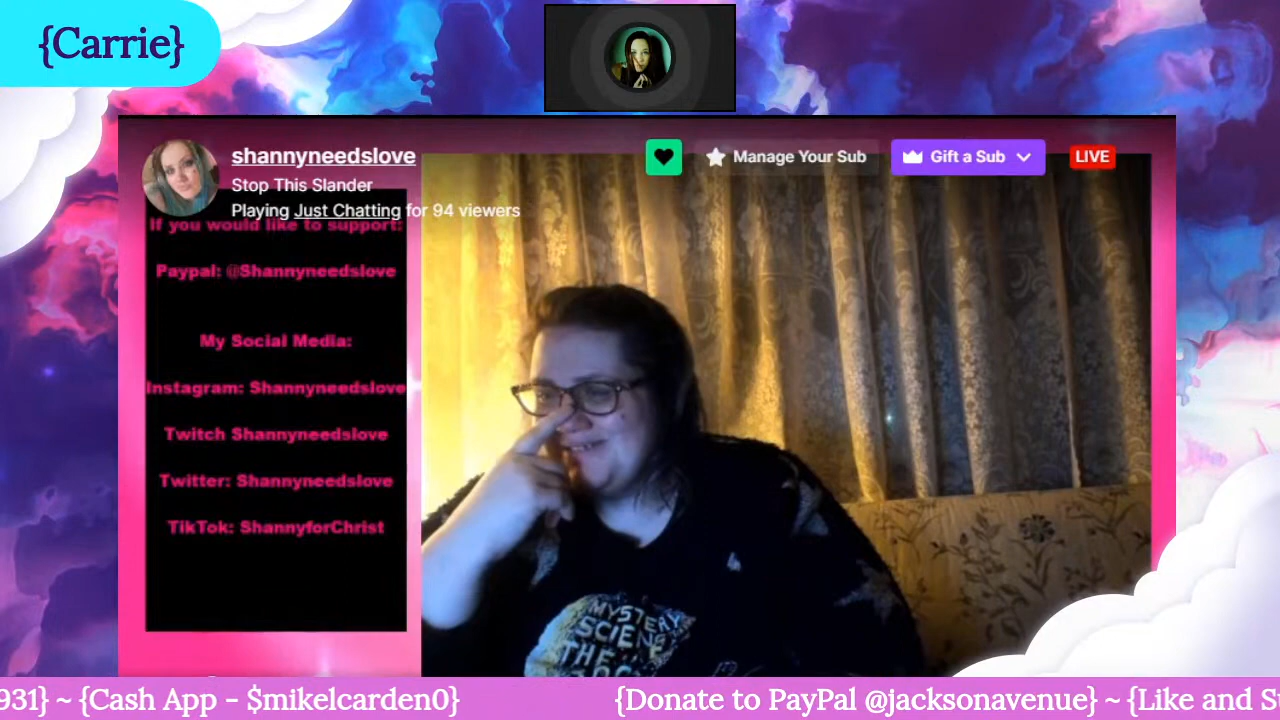 {Carrie}
shannyneedslove
Stop This Slander
Playing Just Chatting for 94 viewers
Manage Your Sub
Gift a Sub
LIVE
If you would like to support:
Paypal: @Shannyneedslove
My Social Media:
Instagram: Shannyneedslove
Twitch Shannyneedslove
Twitter: Shannyneedslove
TikTok: ShannyforChrist
MYSTERY
SCIENCE
THE
931} ~ {Cash App - $mikelcarden0} {Donate to PayPal @jacksonavenue} ~ {Like and S